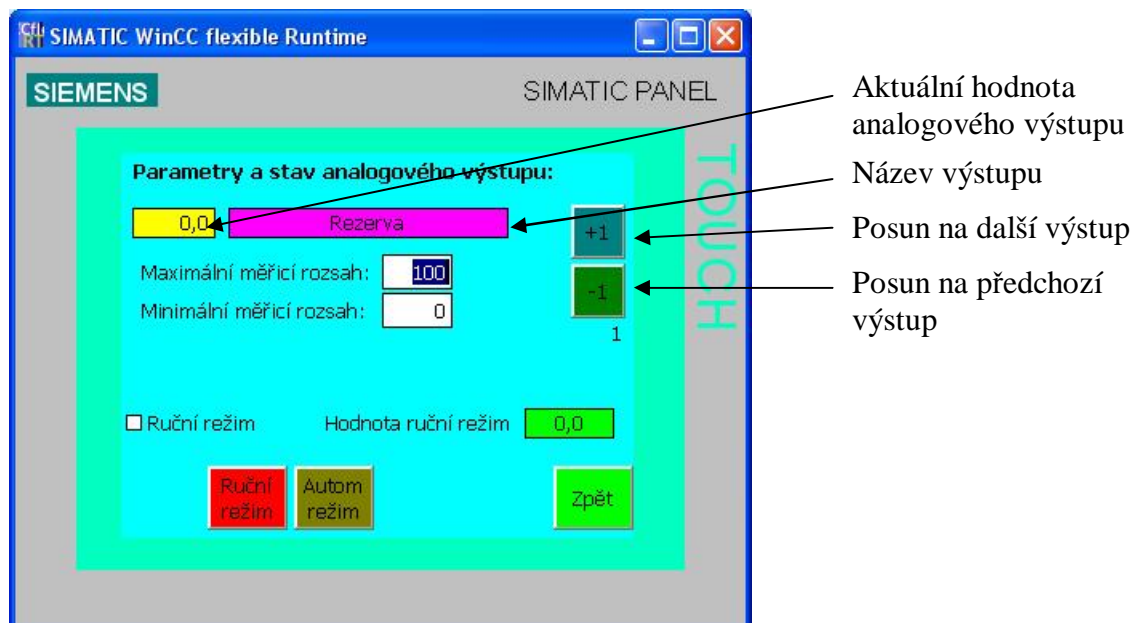 SIMATIC WinCC flexible Runtime
SIEMENS
SIMATIC PANEL
TOUCH
Parametry a stav analogového výstupu:
0,0
Rezerva
+1
Maximální měřicí rozsah:
100
-1
Minimální měřicí rozsah:
0
1
Ruční režim
Hodnota ruční režim
0,0
Ruční
režim
Autom
režim
Zpět
Aktuální hodnota
analogového výstupu
Název výstupu
Posun na další výstup
Posun na předchozí
výstup